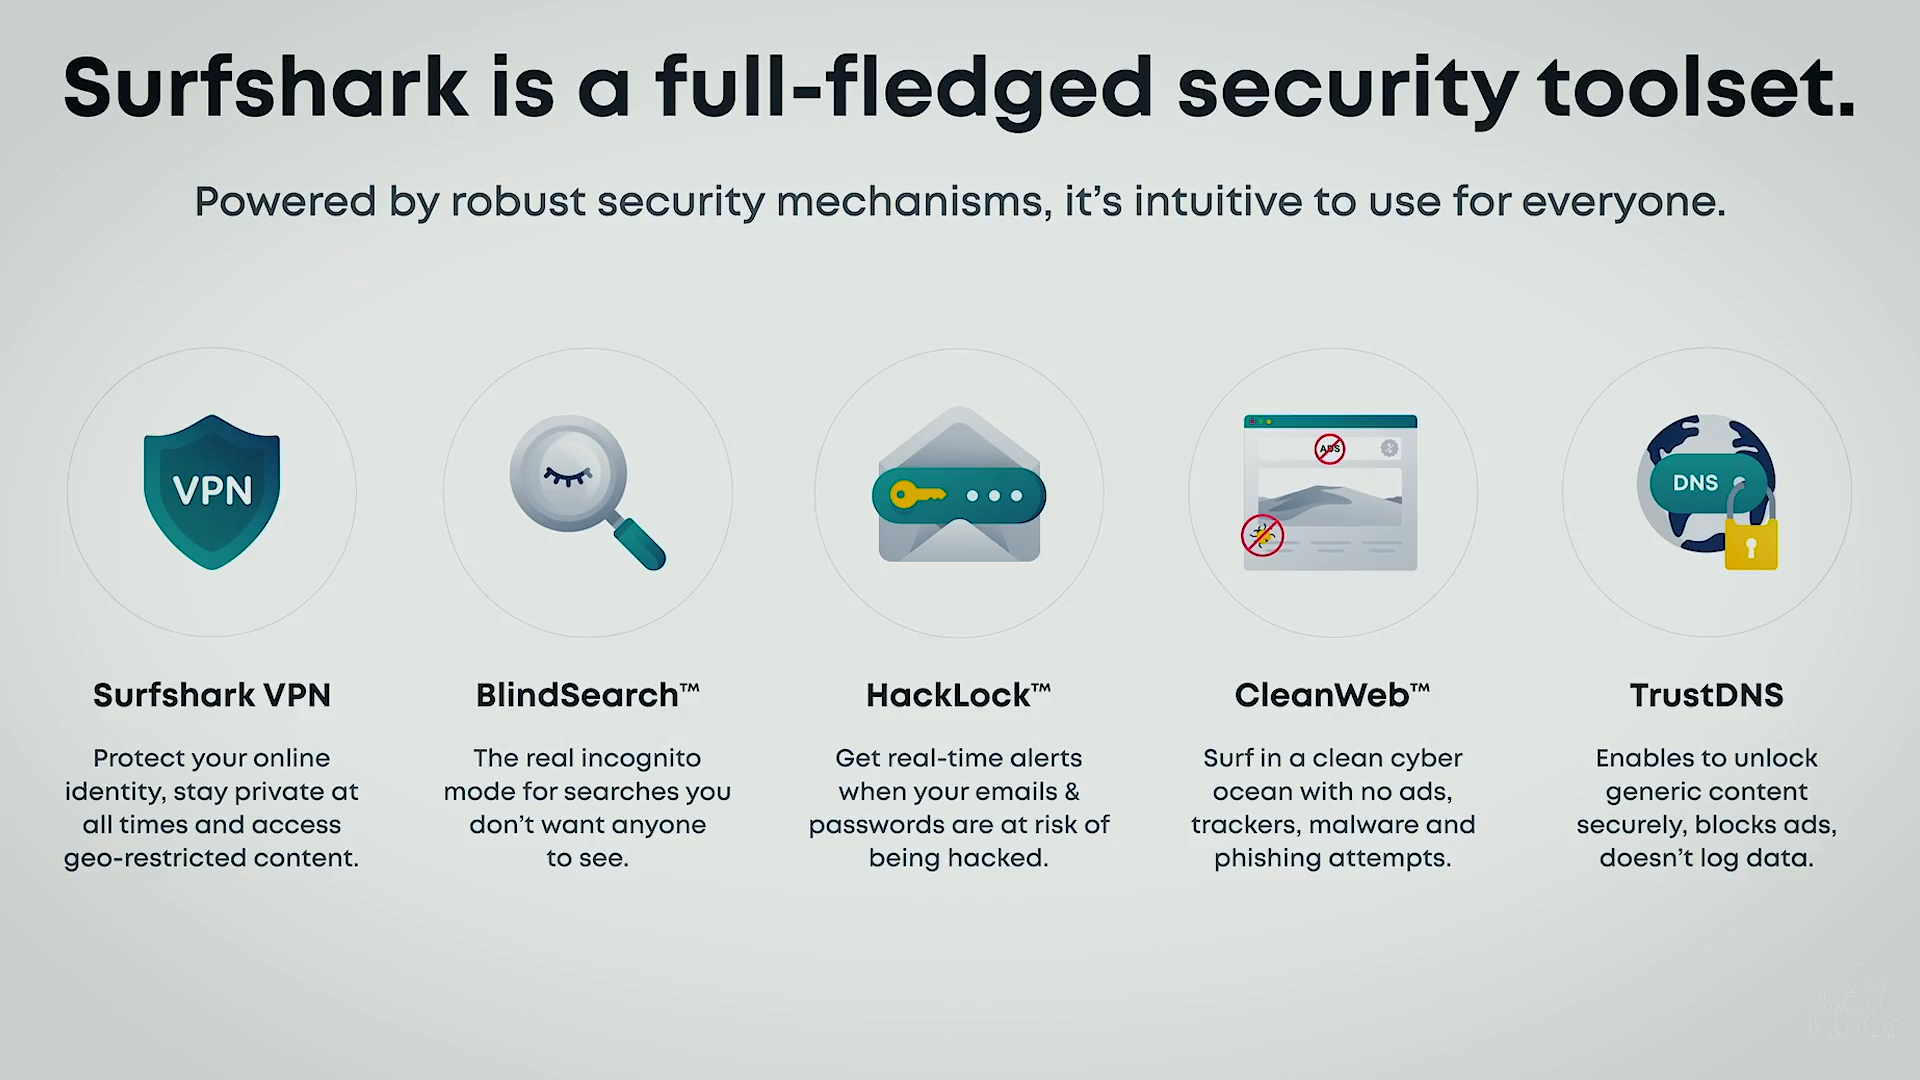 Surfshark is a full-fledged security toolset.
Powered by robust security mechanisms, it's intuitive to use for everyone.
VPN
ADS
DNS
Surfshark VPN
Protect your online
identity, stay private at
all times and access
geo-restricted content.
BlindSearch™
The real incognito
mode for searches you
don't want anyone
to see.
HackLock™
Get real-time alerts
when your emails &
passwords are at risk of
being hacked.
CleanWeb™
Surf in a clean cyber
ocean with no ads,
trackers, malware and
phishing attempts.
TrustDNS
Enables to unlock
generic content
securely, blocks ads,
doesn't log data.